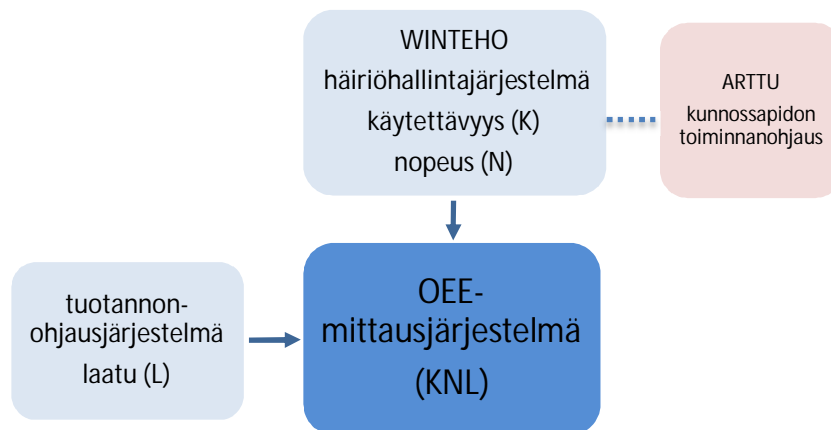 WINTEHO
häiriöhallintajärjestelmä
käytettävyys (K)
nopeus (N)
ARTTU
kunnossapidon
toiminnanohjaus
tuotannon-
ohjausjärjestelmä
laatu (L)
OEE-
mittausjärjestelmä
(KNL)